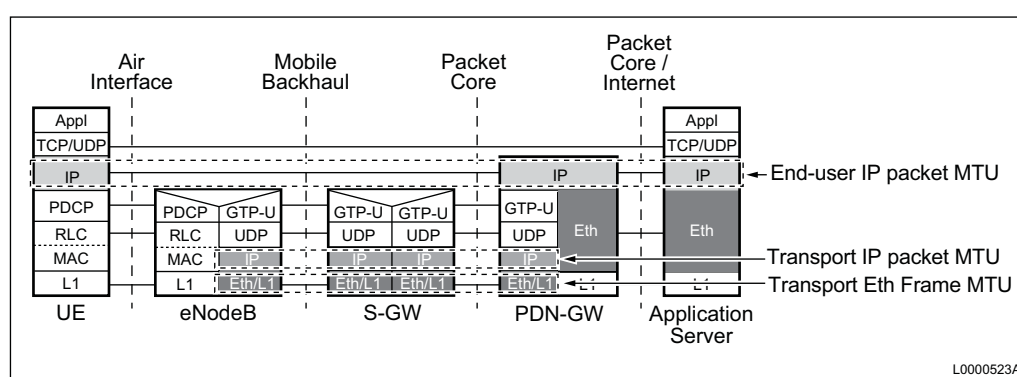 Air
Interface
Mobile
Backhaul
Packet
Core
Packet
Core /
Internet
Appl
TCP/UDP
IP
PDCP
RLC
MAC
L1
UE
PDCP
GTP-U
RLC
UDP
MAC
IP
L1
Eth/L1
eNodeB
GTP-U
GTP-U
UDP
UDP
IP
IP
Eth/L1
Eth/L1
S-GW
IP
GTP-U
Eth
UDP
IP
Eth/L1
L1
PDN-GW
Appl
TCP/UDP
IP
Eth
L1
Application
Server
End-user IP packet MTU
Transport IP packet MTU
Transport Eth Frame MTU
L0000523A